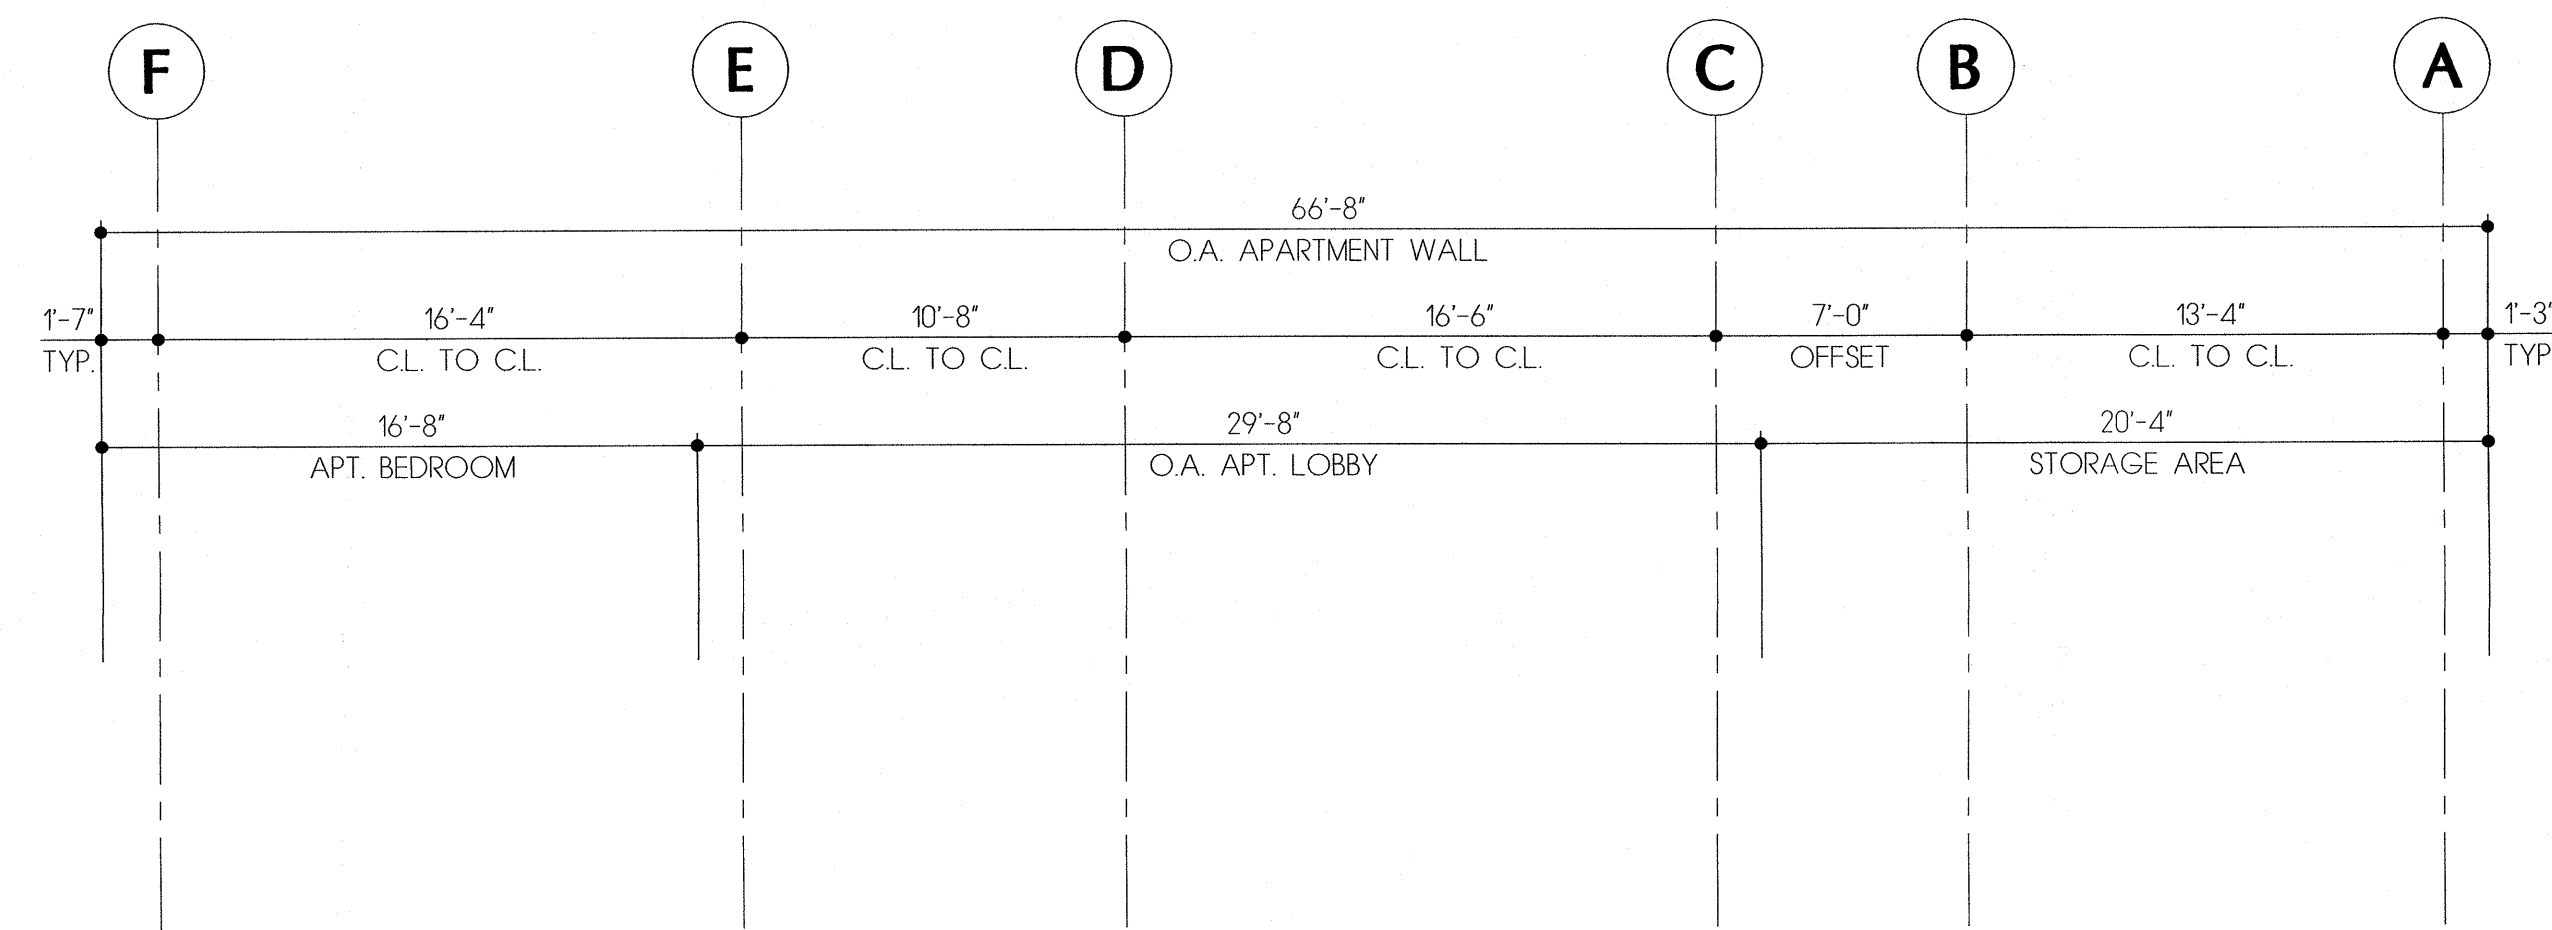 F E D C B A
66'-8"
O.A. APARTMENT WALL
1'-7" 16'-4" 10'-8" 16'-6" 7'-0" 13'-4" 1'-3"
TYP. C.L. TO C.L. C.L. TO C.L. C.L. TO C.L. OFFSET C.L. TO C.L. TYP
16'-8" 29'-8" 20'-4"
APT. BEDROOM O.A. APT. LOBBY STORAGE AREA